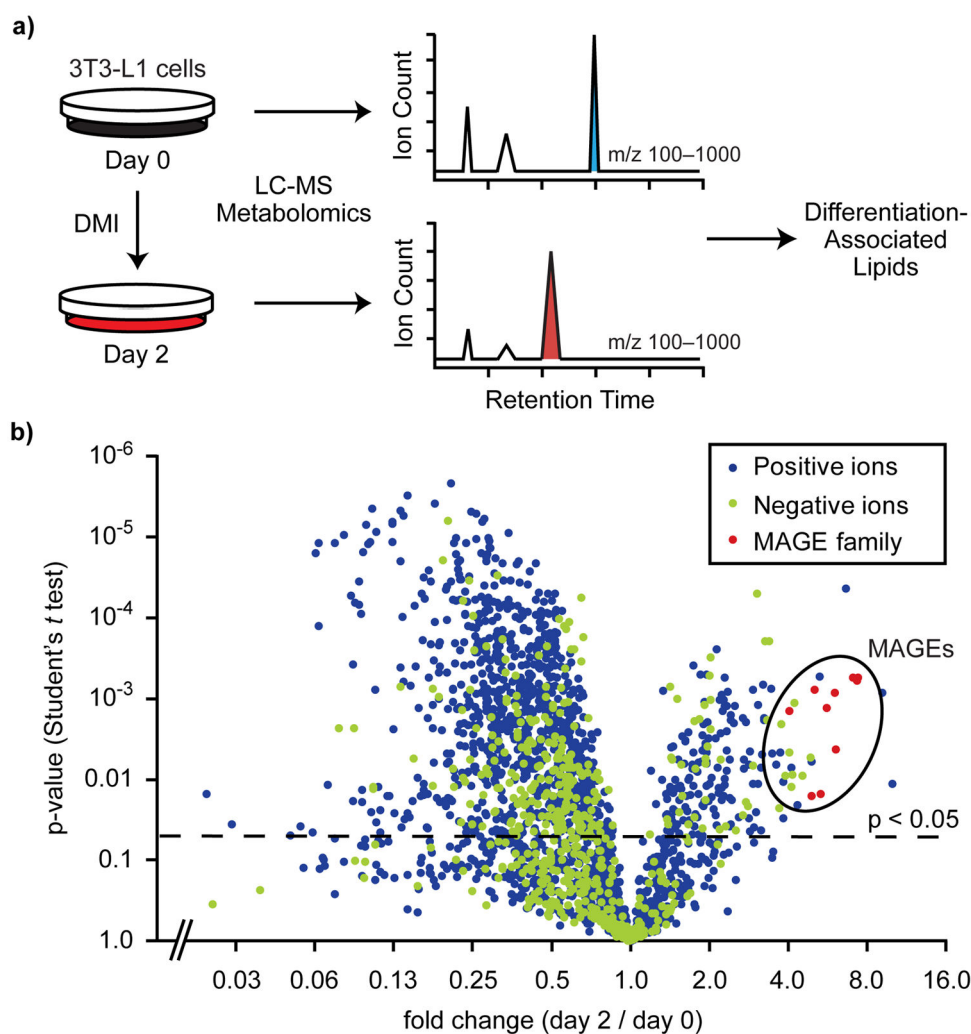 a)
3T3-L1 cells
Day 0
DMI
Day 2
LC-MS
Metabolomics
Ion Count
m/z 100–1000
Ion Count
m/z 100–1000
Retention Time
Differentiation-
Associated
Lipids
b)
p-value (Student's t test)
10-6
10-5
10-4
10-3
0.01
0.1
1.0
Positive ions
Negative ions
MAGE family
MAGEs
p < 0.05
0.03 0.06 0.13 0.25 0.5 1.0 2.0 4.0 8.0 16.0
fold change (day 2 / day 0)